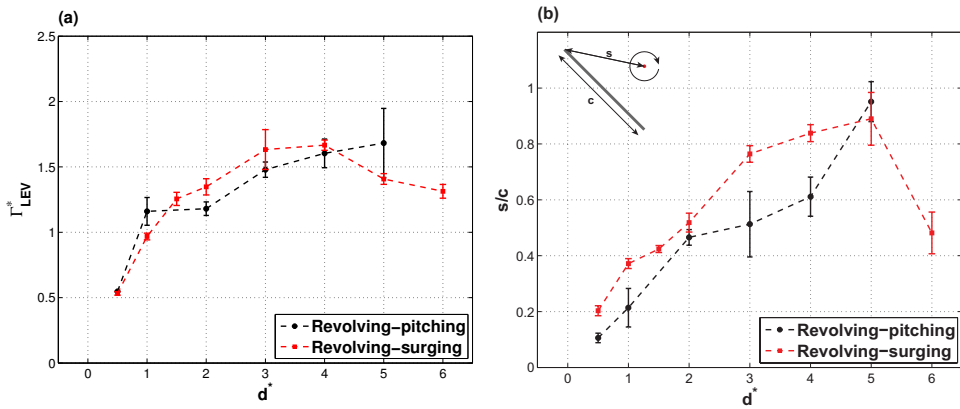 (a)
2.5
2
1.5
1
0.5
0
Γ*LEV
0 1 2 3 4 5 6
d*
Revolving-pitching
Revolving-surging
(b)
1
0.8
0.6
0.4
0.2
0
s/c
s
c
0 1 2 3 4 5 6
d*
Revolving-pitching
Revolving-surging